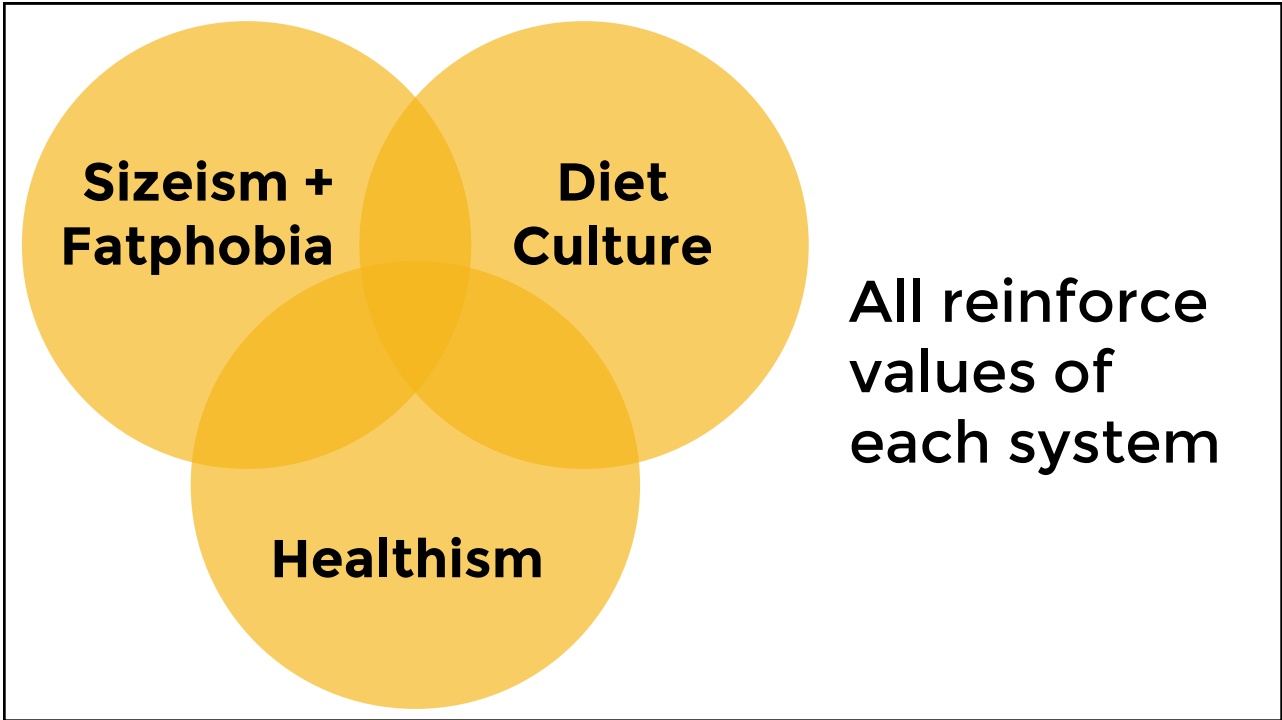 Sizeism +
Fatphobia
Diet
Culture
Healthism
All reinforce
values of
each system